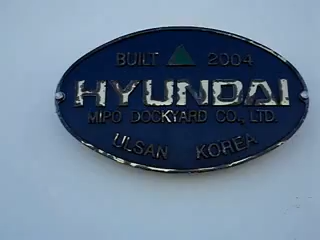 BUILT 2004
HYUNDAI
MIPO DOCKYARD CO., LTD.
ULSAN KOREA